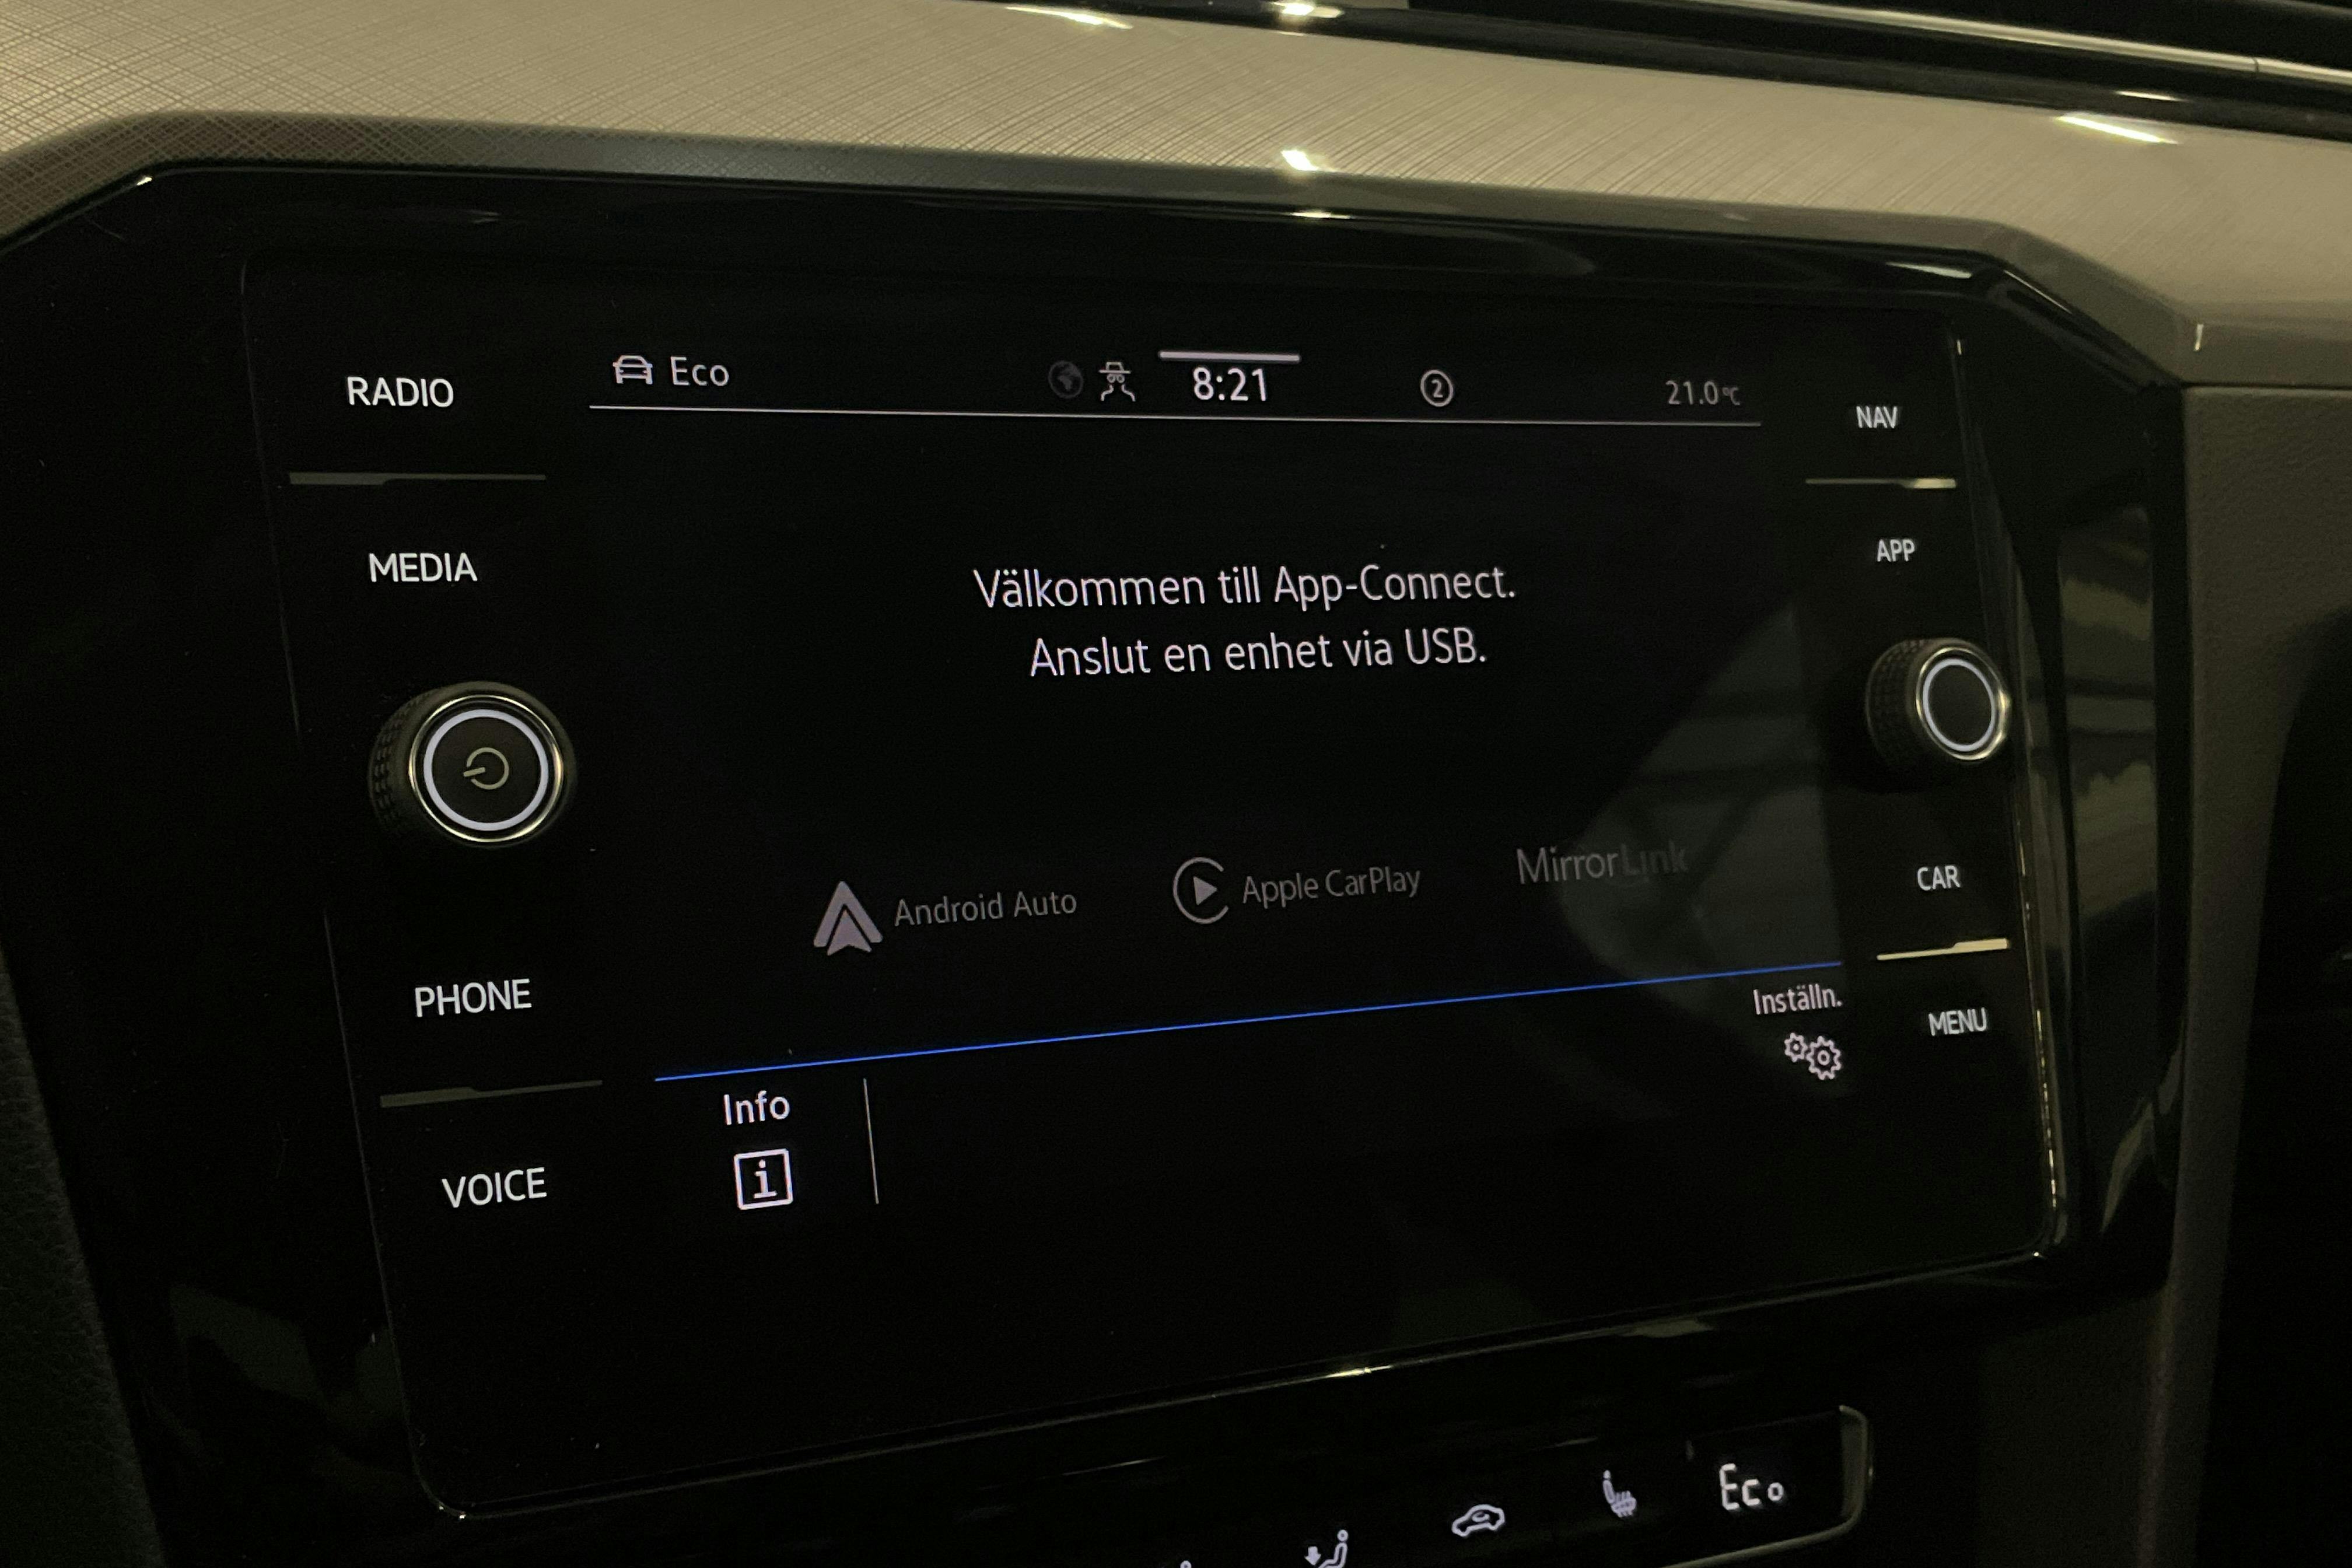 RADIO
MEDIA
PHONE
VOICE
Eco
8:21
2
21.0°C
Välkommen till App-Connect.
Anslut en enhet via USB.
Android Auto
Apple CarPlay
MirrorLink
Info
i
Inställn.
NAV
APP
CAR
MENU
Eco